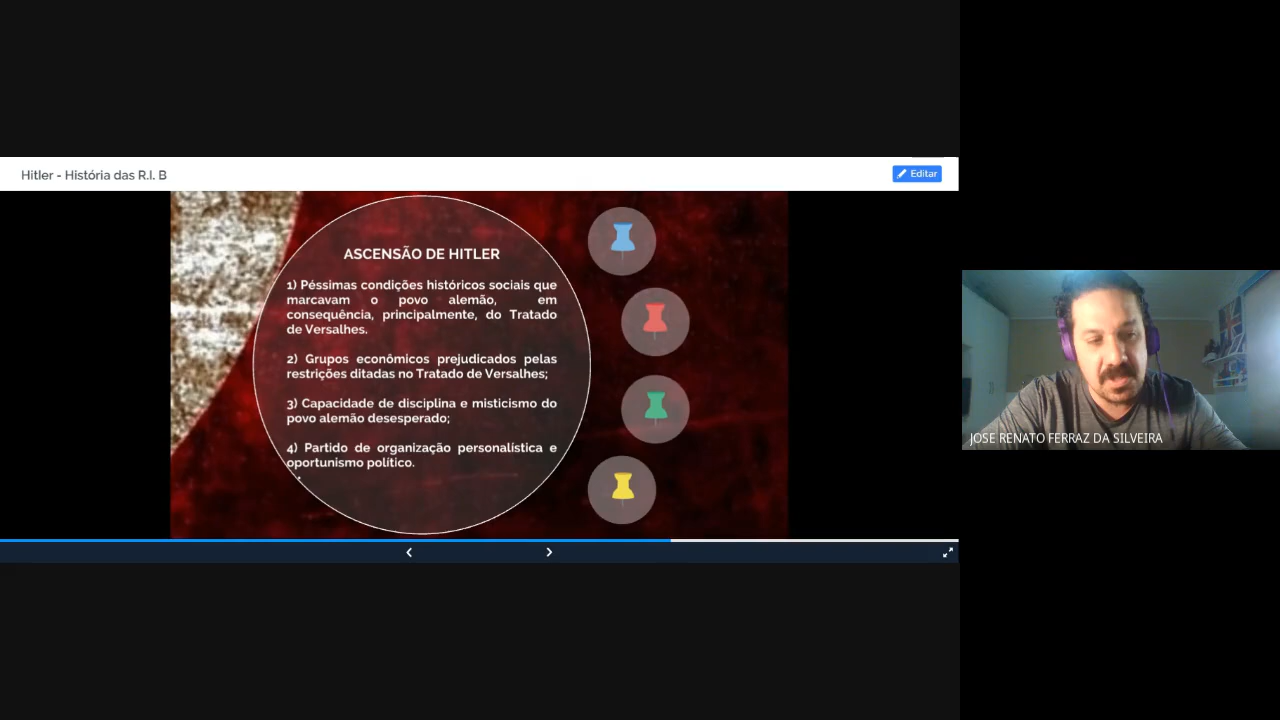 Hitler - História das R.I. B
Editar
ASCENSÃO DE HITLER
1) Péssimas condições históricos sociais que
marcavam o povo alemão, em
consequência, principalmente, do Tratado
de Versalhes.
2) Grupos econômicos prejudicados pelas
restrições ditadas no Tratado de Versalhes;
3) Capacidade de disciplina e misticismo do
povo alemão desesperado;
4) Partido de organização personalística e
oportunismo político.
JOSE RENATO FERRAZ DA SILVEIRA